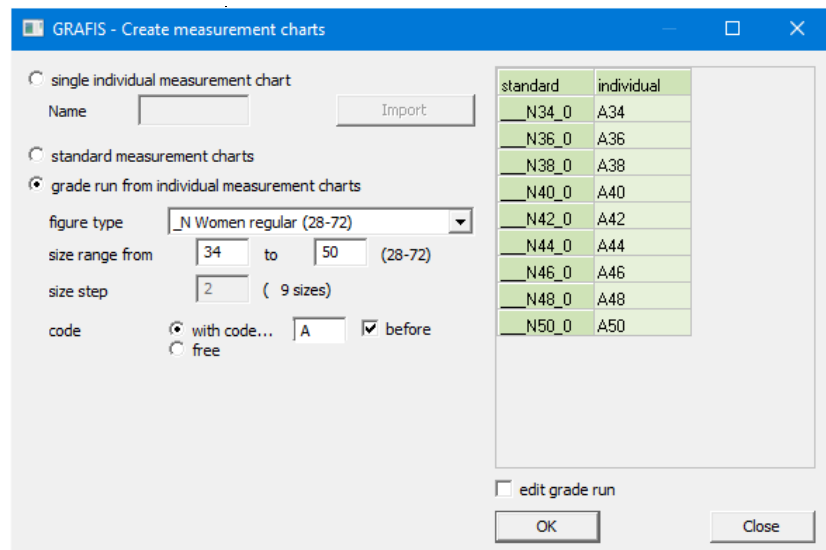 GRAFIS - Create measurement charts
single individual measurement chart
Name
Import
standard measurement charts
grade run from individual measurement charts
figure type _N Women regular (28-72)
size range from 34 to 50 (28-72)
size step 2 ( 9 sizes)
code with code... A before
free
standard individual
___N34_0 A34
___N36_0 A36
___N38_0 A38
___N40_0 A40
___N42_0 A42
___N44_0 A44
___N46_0 A46
___N48_0 A48
___N50_0 A50
edit grade run
OK Close